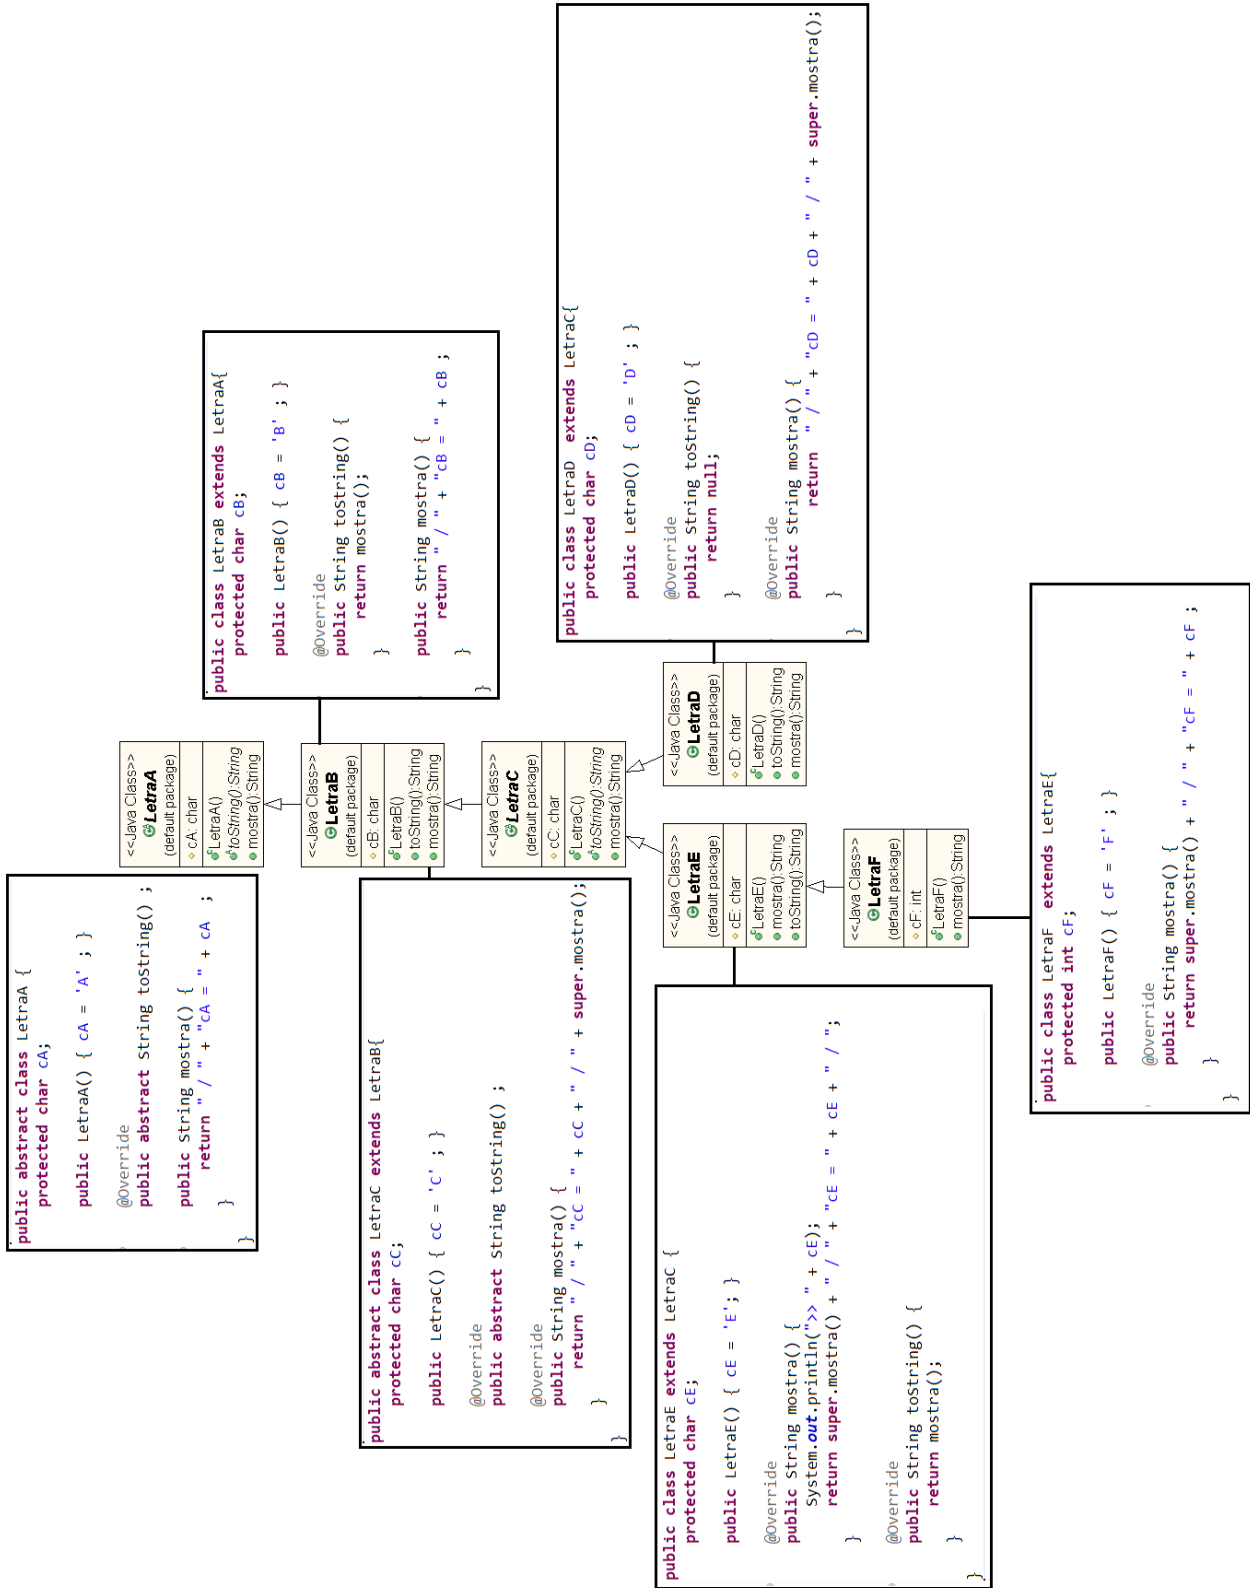 public abstract class LetraA {
protected char cA;
public LetraA() { cA = 'A' ; }
@Override
public abstract String toString() ;
public String mostra() {
return " / " + "cA = " + cA ;
}
}
<<Java Class>>
LetraA
(default package)
cA: char
LetraA()
toString():String
mostra():String
public class LetraB extends LetraA{
protected char cB;
public LetraB() { cB = 'B' ; }
@Override
public String toString() {
return mostra();
}
public String mostra() {
return " / " + "cB = " + cB ;
}
}
<<Java Class>>
LetraB
(default package)
cB: char
LetraB()
toString():String
mostra():String
public abstract class LetraC extends LetraB{
protected char cC;
public LetraC() { cC = 'C' ; }
@Override
public abstract String toString() ;
@Override
public String mostra() {
return " / " + "cC = " + cC + " / " + super.mostra();
}
}
<<Java Class>>
LetraC
(default package)
cC: char
LetraC()
toString():String
mostra():String
public class LetraD extends LetraC{
protected char cD;
public LetraD() { cD = 'D' ; }
@Override
public String toString() {
return null;
}
@Override
public String mostra() {
return " / " + "cD = " + cD + " / " + super.mostra();
}
}
<<Java Class>>
LetraD
(default package)
cD: char
LetraD()
toString():String
mostra():String
public class LetraE extends LetraC {
protected char cE;
public LetraE() { cE = 'E'; }
@Override
public String mostra() {
System.out.println(">> " + cE);
return super.mostra() + " / " + "cE = " + cE + " / ";
}
@Override
public String toString() {
return mostra();
}
}
<<Java Class>>
LetraE
(default package)
cE: char
LetraE()
mostra():String
toString():String
<<Java Class>>
LetraF
(default package)
cF: int
LetraF()
mostra():String
public class LetraF extends LetraE{
protected int cF;
public LetraF() { cF = 'F' ; }
@Override
public String mostra() {
return super.mostra() + " / " + "cF = " + cF ;
}
}